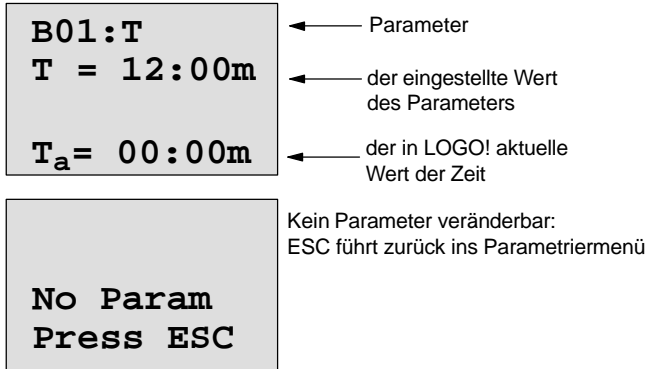 B01:T
Parameter
T = 12:00m
der eingestellte Wert
des Parameters
Ta= 00:00m
der in LOGO! aktuelle
Wert der Zeit
Kein Parameter veränderbar:
ESC führt zurück ins Parametriermenü
No Param
Press ESC